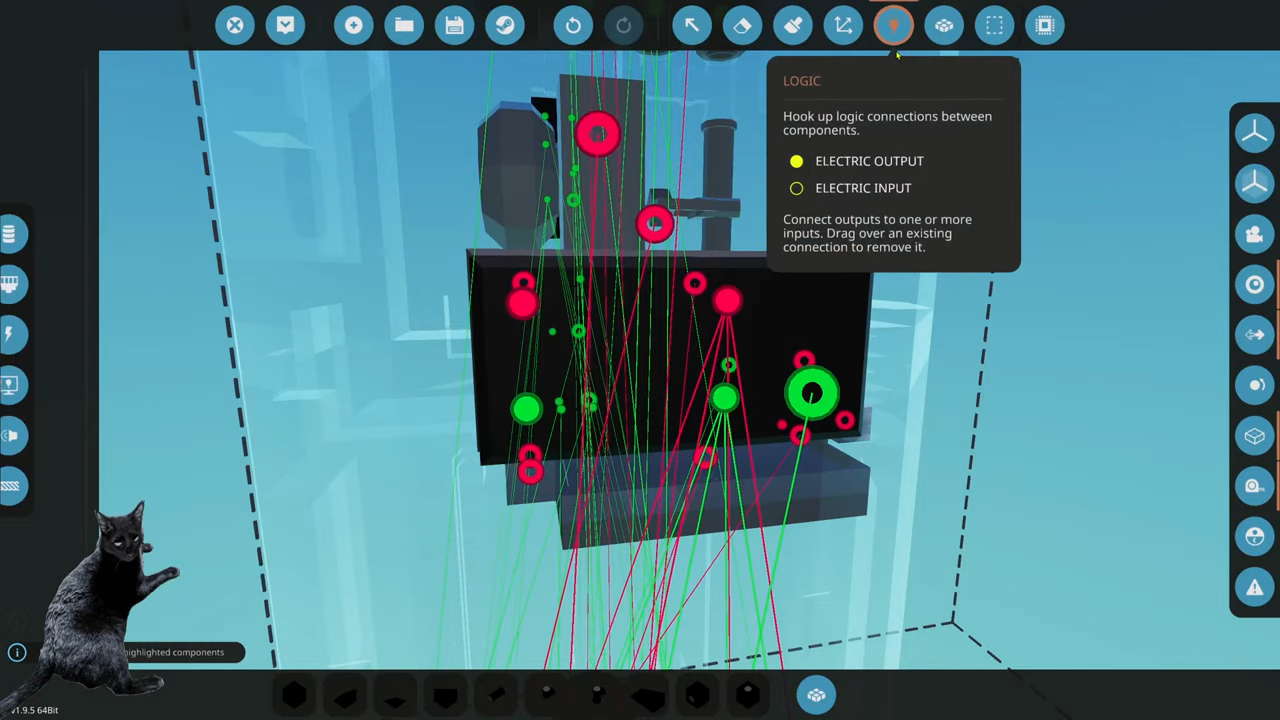 LOGIC
Hook up logic connections between
components.
ELECTRIC OUTPUT
ELECTRIC INPUT
Connect outputs to one or more
inputs. Drag over an existing
connection to remove it.
highlighted components
v1.9.5 64Bit